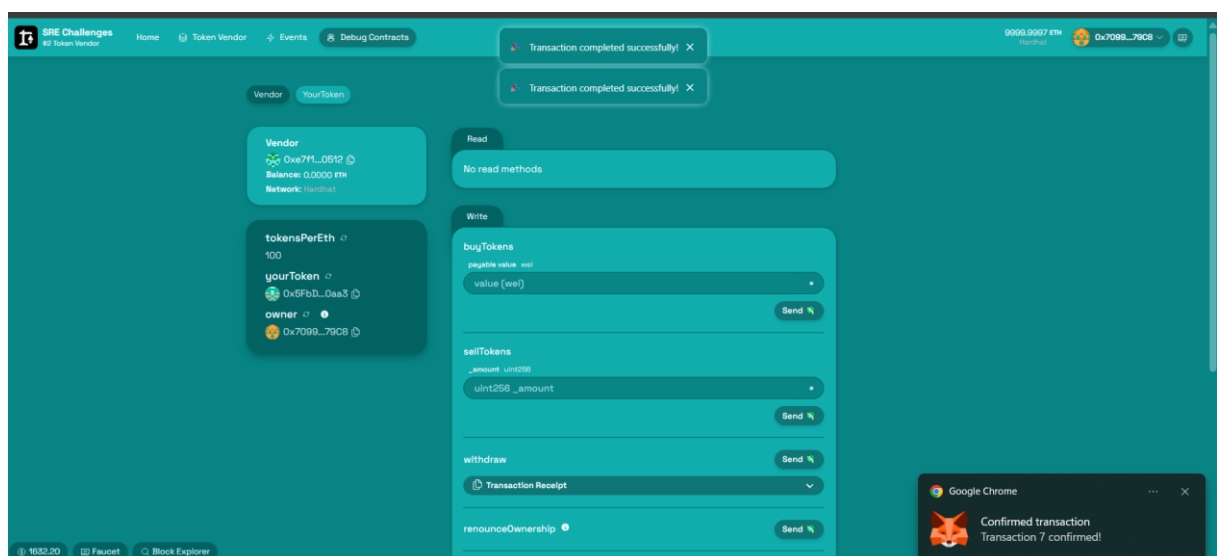 SRE Challenges
#2 Token Vendor
Home
Token Vendor
Events
Debug Contracts
Transaction completed successfully!
Transaction completed successfully!
9999.9997 ETH
Hardhat
0x7099...79C8
Vendor
YourToken
Vendor
0xe7f1...0512
Balance: 0.0000 ETH
Network: Hardhat
tokensPerEth
100
yourToken
0x5FbD...0aa3
owner
0x7099...79C8
Read
No read methods
Write
buyTokens
payable value wei
value (wei)
Send
sellTokens
_amount uint256
uint256 _amount
Send
withdraw
Send
Transaction Receipt
renounceOwnership
Send
Google Chrome
Confirmed transaction
Transaction 7 confirmed!
1632.20
Faucet
Block Explorer